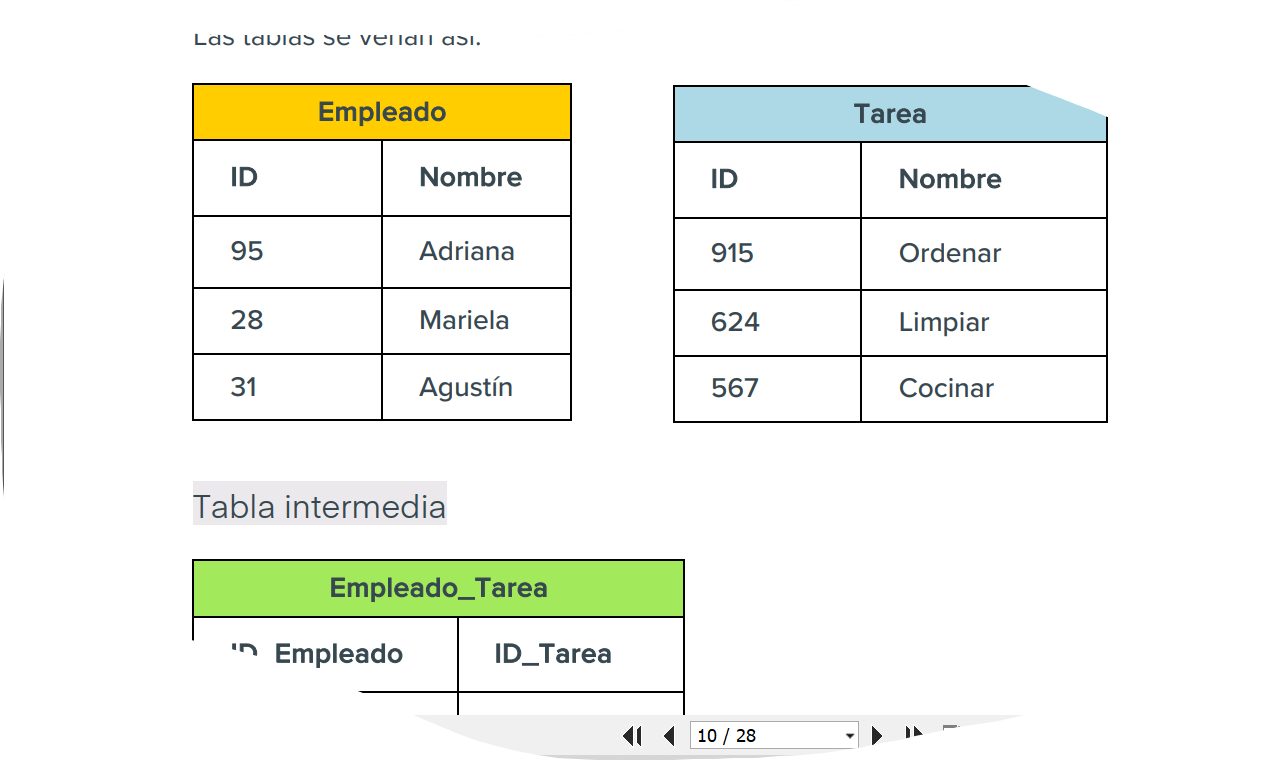 Las tablas se verían así.
Empleado
ID Nombre
95 Adriana
28 Mariela
31 Agustín
Tarea
ID Nombre
915 Ordenar
624 Limpiar
567 Cocinar
Tabla intermedia
Empleado_Tarea
Empleado ID_Tarea
10 / 28